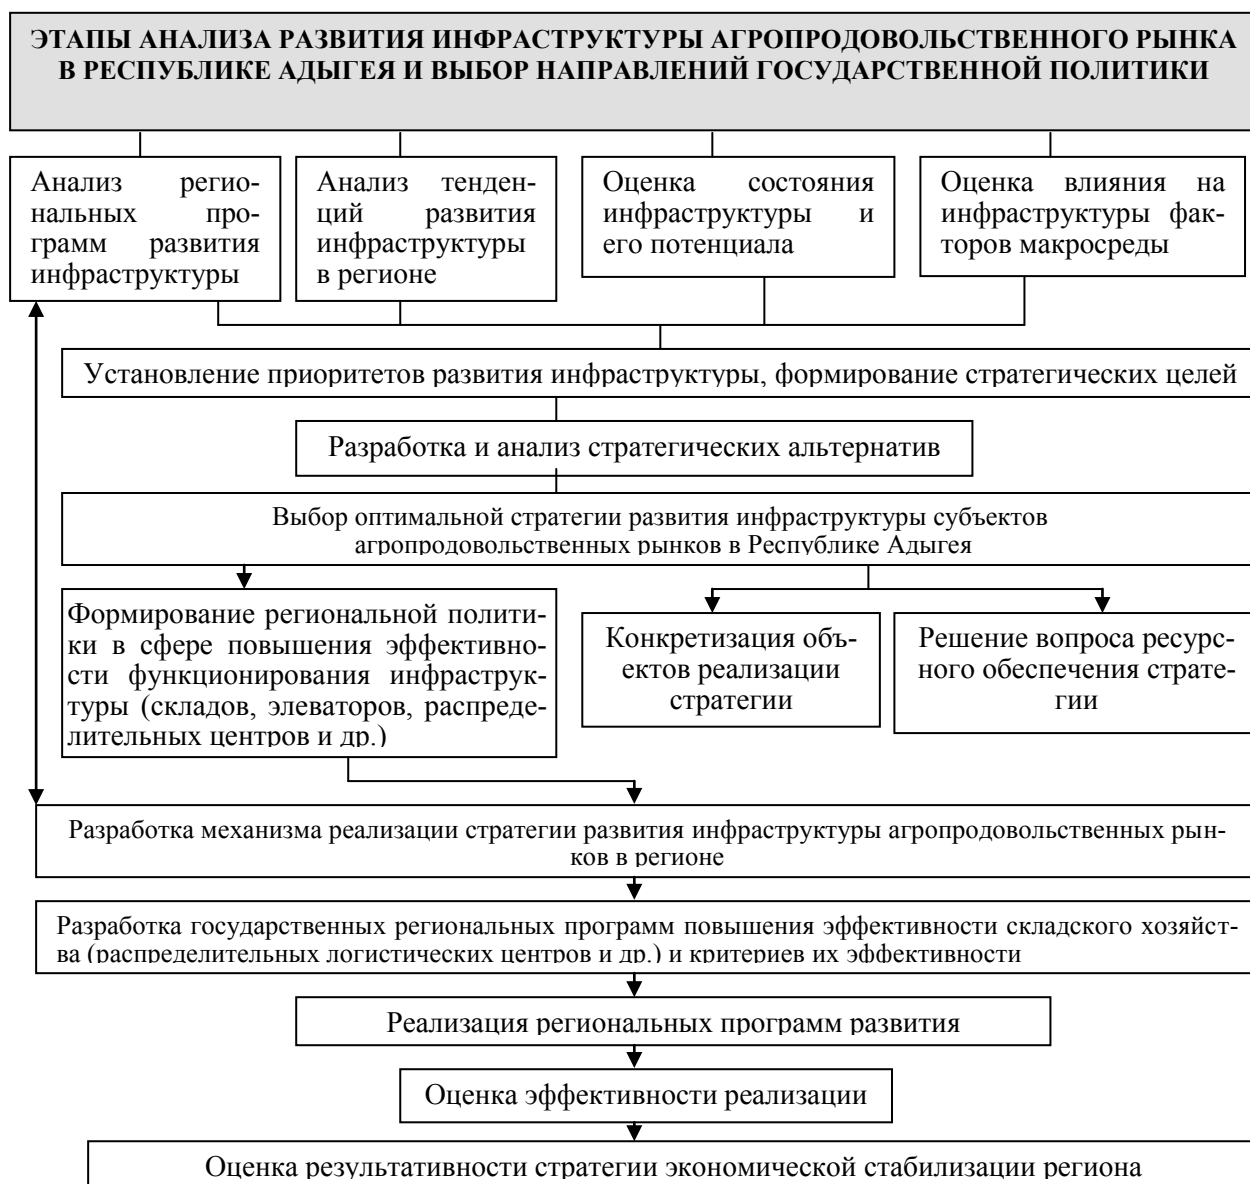 ЭТАПЫ АНАЛИЗА РАЗВИТИЯ ИНФРАСТРУКТУРЫ АГРОПРОДОВОЛЬСТВЕННОГО РЫНКА
В РЕСПУБЛИКЕ АДЫГЕЯ И ВЫБОР НАПРАВЛЕНИЙ ГОСУДАРСТВЕННОЙ ПОЛИТИКИ
Анализ регио-
нальных про-
грамм развития
инфраструктуры
Анализ тенден-
ций развития
инфраструктуры
в регионе
Оценка состояния
инфраструктуры и
его потенциала
Оценка влияния на
инфраструктуры фак-
торов макросреды
Установление приоритетов развития инфраструктуры, формирование стратегических целей
Разработка и анализ стратегических альтернатив
Выбор оптимальной стратегии развития инфраструктуры субъектов
агропродовольственных рынков в Республике Адыгея
Формирование региональной полити-
ки в сфере повышения эффективно-
сти функционирования инфраструк-
туры (складов, элеваторов, распреде-
лительных центров и др.)
Конкретизация объ-
ектов реализации
стратегии
Решение вопроса ресурс-
ного обеспечения страте-
гии
Разработка механизма реализации стратегии развития инфраструктуры агропродовольственных рын-
ков в регионе
Разработка государственных региональных программ повышения эффективности складского хозяйст-
ва (распределительных логистических центров и др.) и критериев их эффективности
Реализация региональных программ развития
Оценка эффективности реализации
Оценка результативности стратегии экономической стабилизации региона